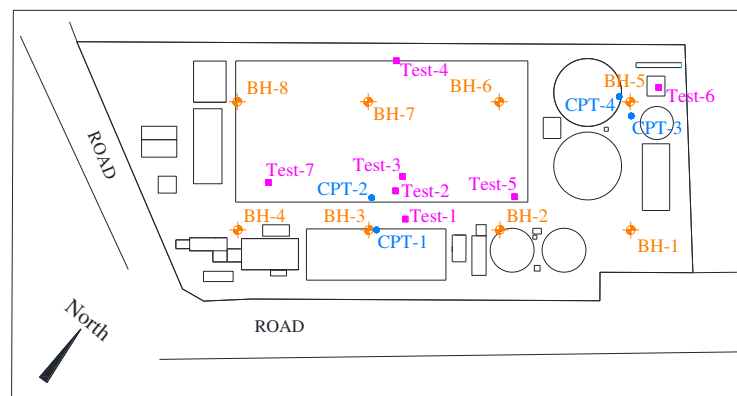 Test-4
BH-8
BH-7
BH-6
BH-5
CPT-4
Test-6
CPT-3
ROAD
Test-7
Test-3
CPT-2
Test-2
Test-5
BH-4
BH-3
Test-1
BH-2
CPT-1
BH-1
North
ROAD